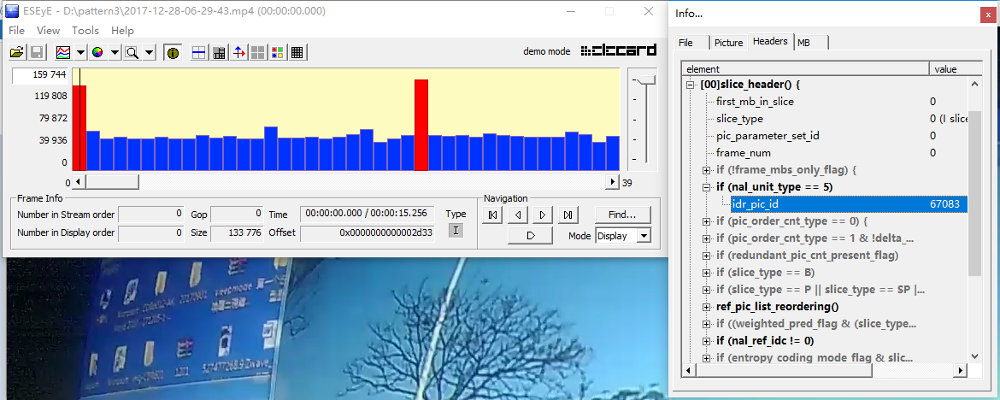 ESEyE - D:\pattern3\2017-12-28-06-29-43.mp4 (00:00:00.000)
File View Tools Help
demo mode elecard
159 744
119 808
79 872
39 936
0
0 39
Frame Info
Number in Stream order 0 Gop 0 Time 00:00:00.000 / 00:00:15.256 Type
Number in Display order 0 Size 133 776 Offset 0x0000000000002d33 I
Navigation
Find...
Mode Display
Info...
File Picture Headers MB
element value
[00]slice_header() {
first_mb_in_slice 0
slice_type 0 (I slice
pic_parameter_set_id 0
frame_num 0
if (!frame_mbs_only_flag) {
if (nal_unit_type == 5)
idr_pic_id 67083
if (pic_order_cnt_type == 0) {
if (pic_order_cnt_type == 1 & !delta_...
if (redundant_pic_cnt_present_flag)
if (slice_type == B)
if (slice_type == P || slice_type == SP |...
ref_pic_list_reordering()
if ((weighted_pred_flag & (slice_type...
if (nal_ref_idc != 0)
if (entropy coding mode flag & slic...